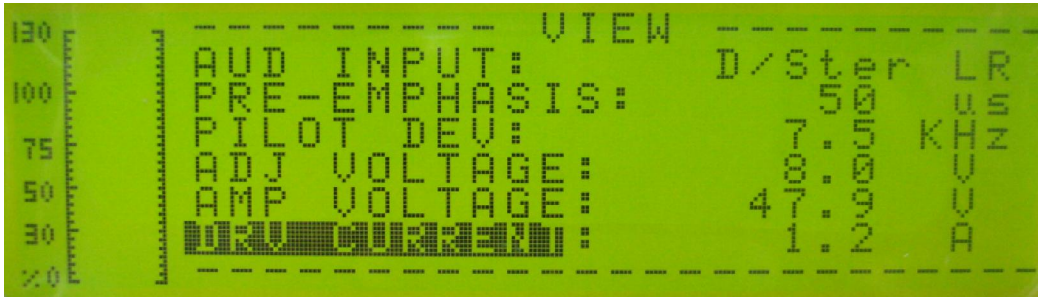 VIEW
AUD INPUT: D/Ster LR
PRE-EMPHASIS: 50 us
PILOT DEV: 7.5 KHz
ADJ VOLTAGE: 8.0 V
AMP VOLTAGE: 47.9 V
DRV CURRENT: 1.2 A
130
100
75
50
30
%0